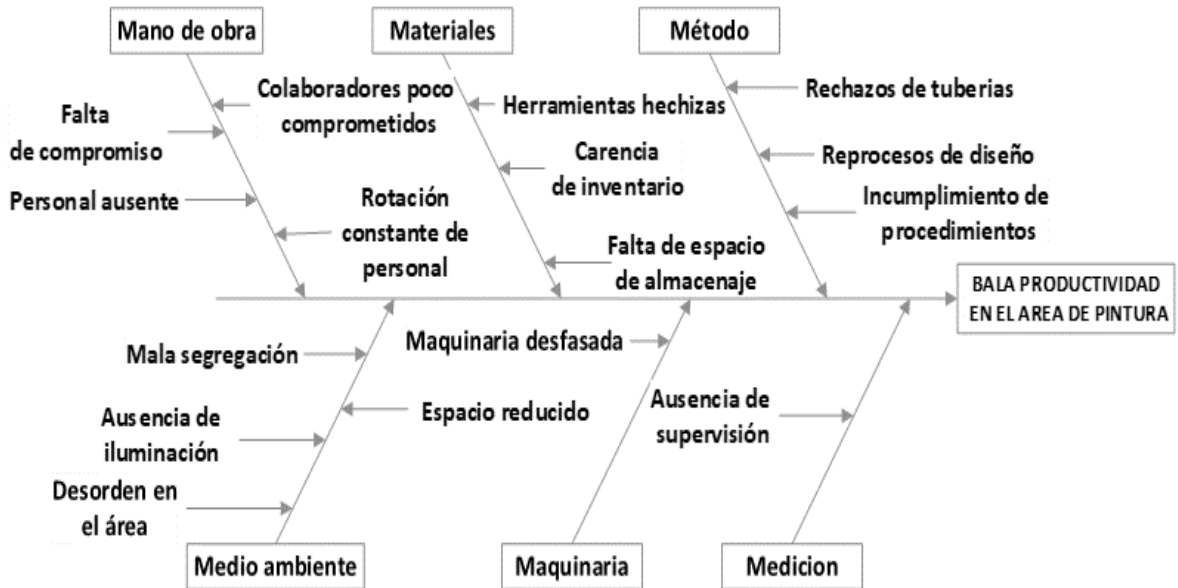 Mano de obra
Materiales
Método
Colaboradores poco
comprometidos
Falta
de compromiso
Personal ausente
Rotación
constante de
personal
Herramientas hechizas
Carencia
de inventario
Falta de espacio
de almacenaje
Rechazos de tuberias
Reprocesos de diseño
Incumplimiento de
procedimientos
BALA PRODUCTIVIDAD
EN EL AREA DE PINTURA
Mala segregación
Espacio reducido
Ausencia de
iluminación
Desorden en
el área
Maquinaria desfasada
Ausencia de
supervisión
Medio ambiente
Maquinaria
Medicion